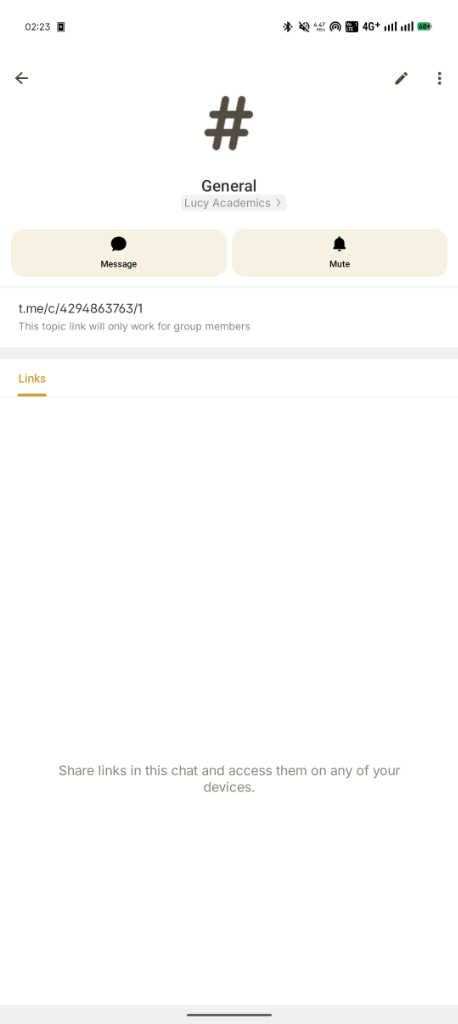 02:23
4G+
#
General
Lucy Academics
Message
Mute
t.me/c/4294863763/1
This topic link will only work for group members
Links
Share links in this chat and access them on any of your
devices.